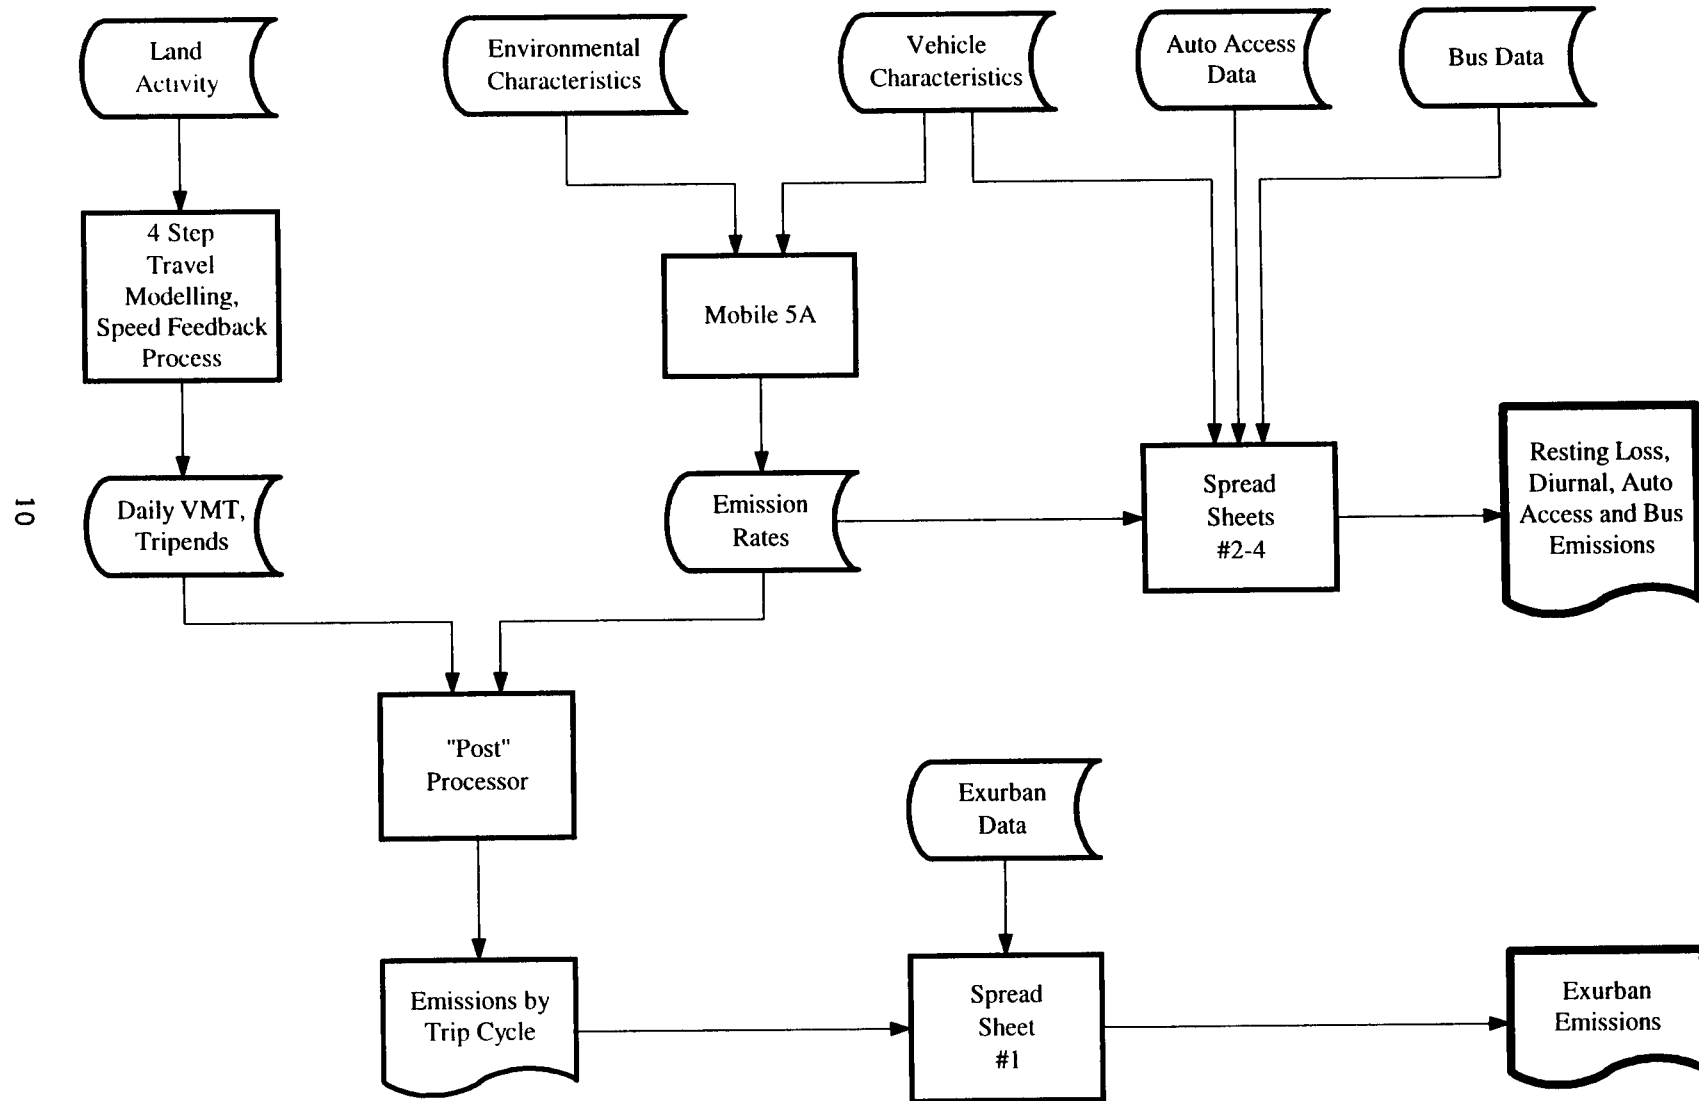 Land
Activity
Environmental
Characteristics
Vehicle
Characteristics
Auto Access
Data
Bus Data
4 Step
Travel
Modelling,
Speed Feedback
Process
Mobile 5A
Daily VMT,
Tripends
Emission
Rates
Spread
Sheets
#2-4
Resting Loss,
Diurnal, Auto
Access and Bus
Emissions
10
"Post"
Processor
Exurban
Data
Emissions by
Trip Cycle
Spread
Sheet
#1
Exurban
Emissions